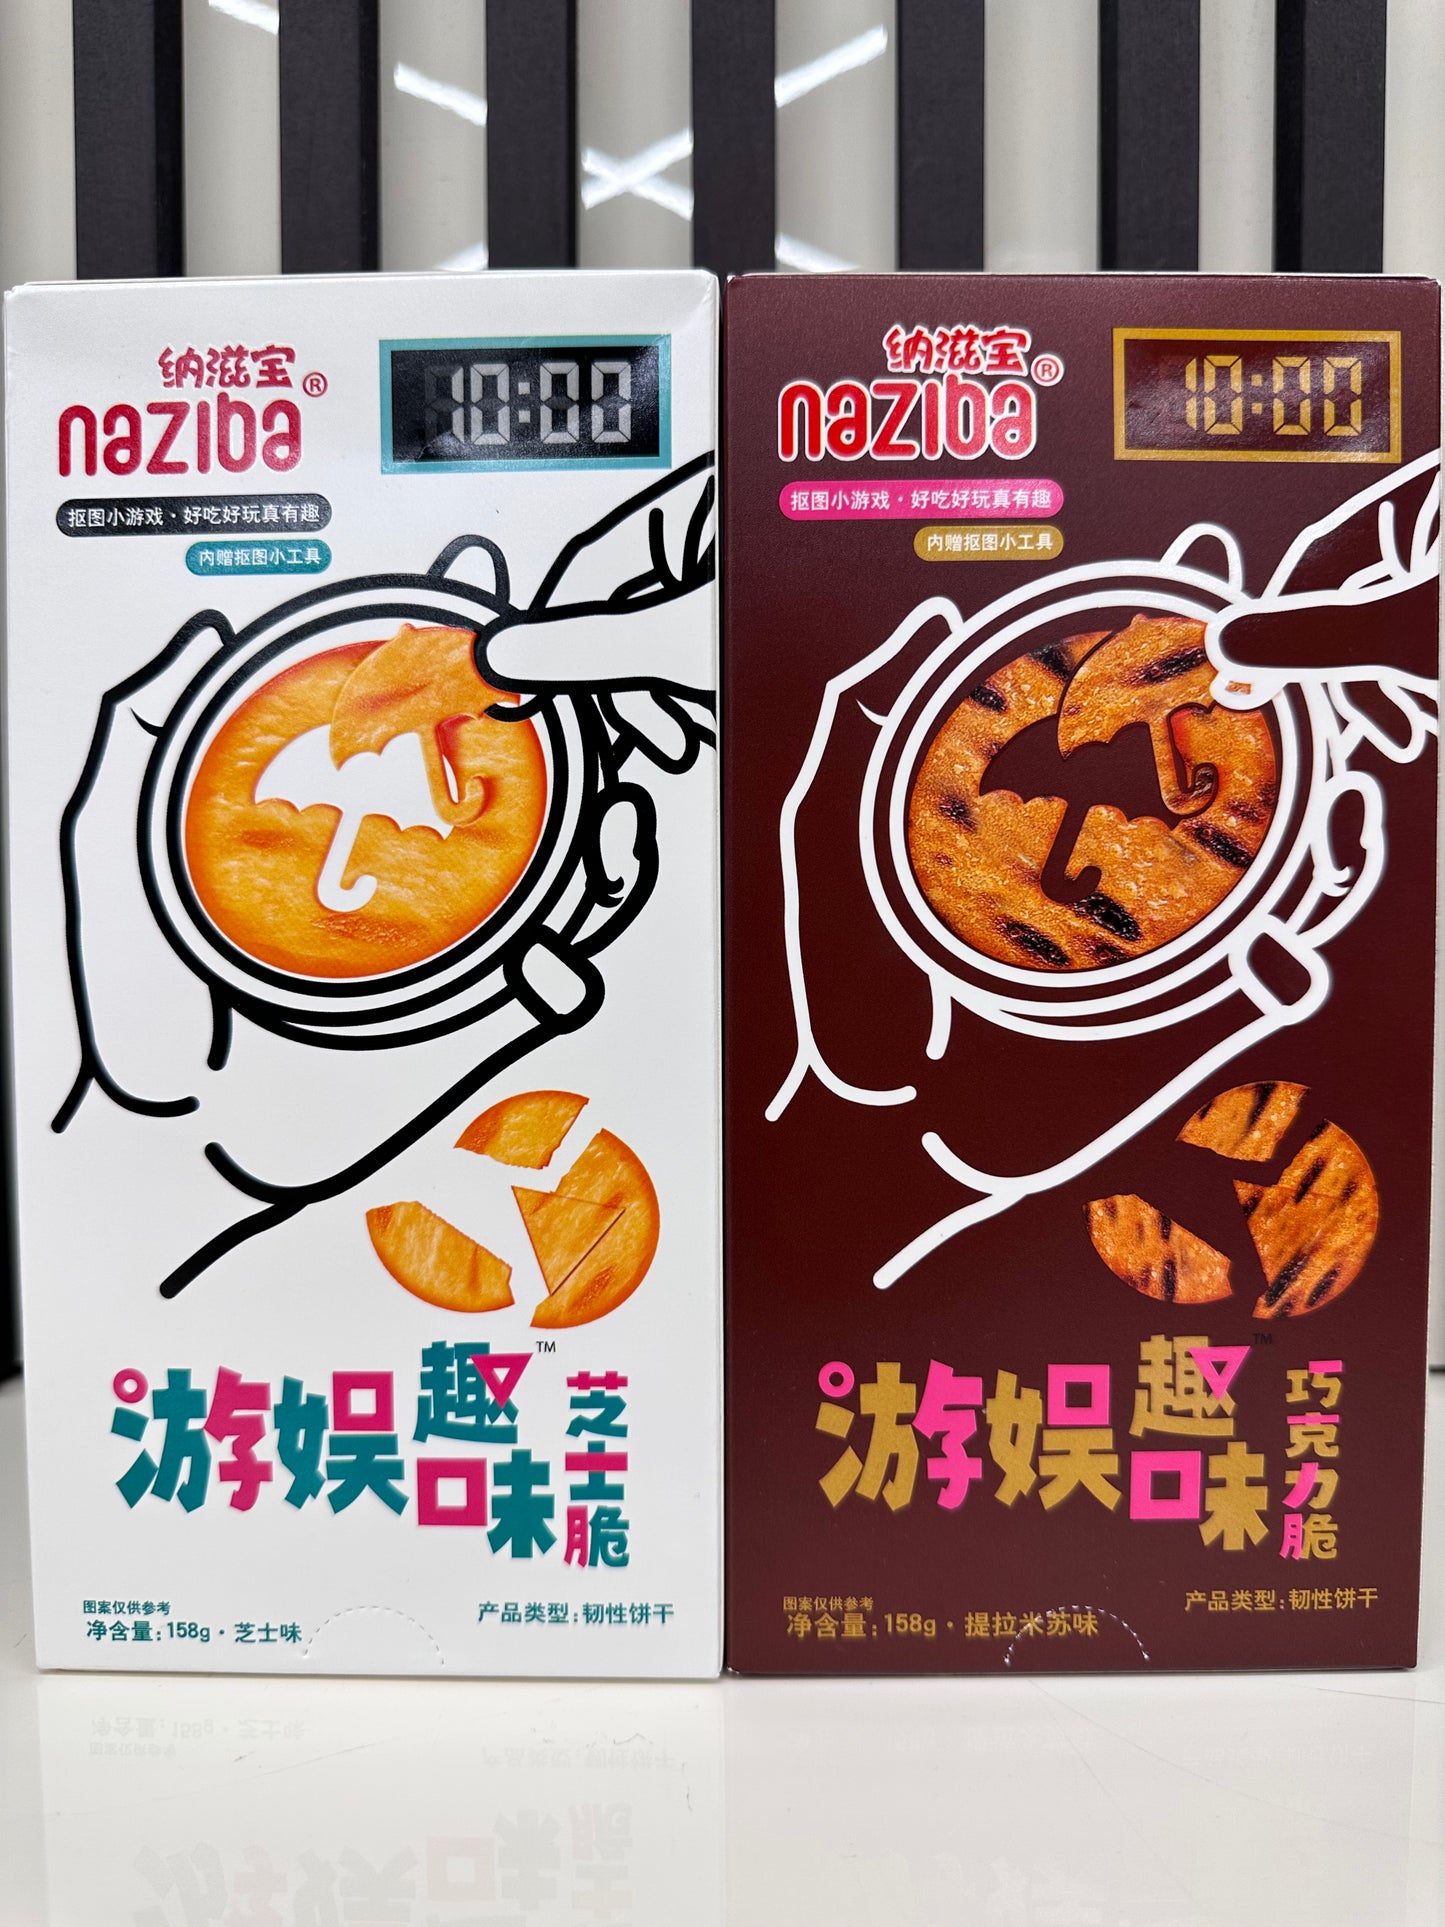 纳滋宝®
naziba
10:00
抠图小游戏·好吃好玩真有趣
内赠抠图小工具
游娱趣味™
芝士脆
图案仅供参考
净含量:158g·芝士味
产品类型:韧性饼干
纳滋宝®
naziba
10:00
抠图小游戏·好吃好玩真有趣
内赠抠图小工具
游娱趣味™
巧克力脆
图案仅供参考
净含量:158g·提拉米苏味
产品类型:韧性饼干